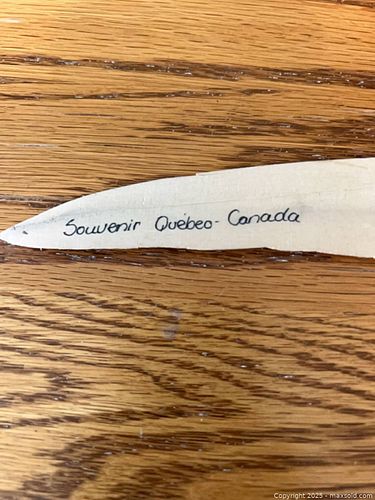 Souvenir Québec - Canada
Copyright 2025 - maxsold.com